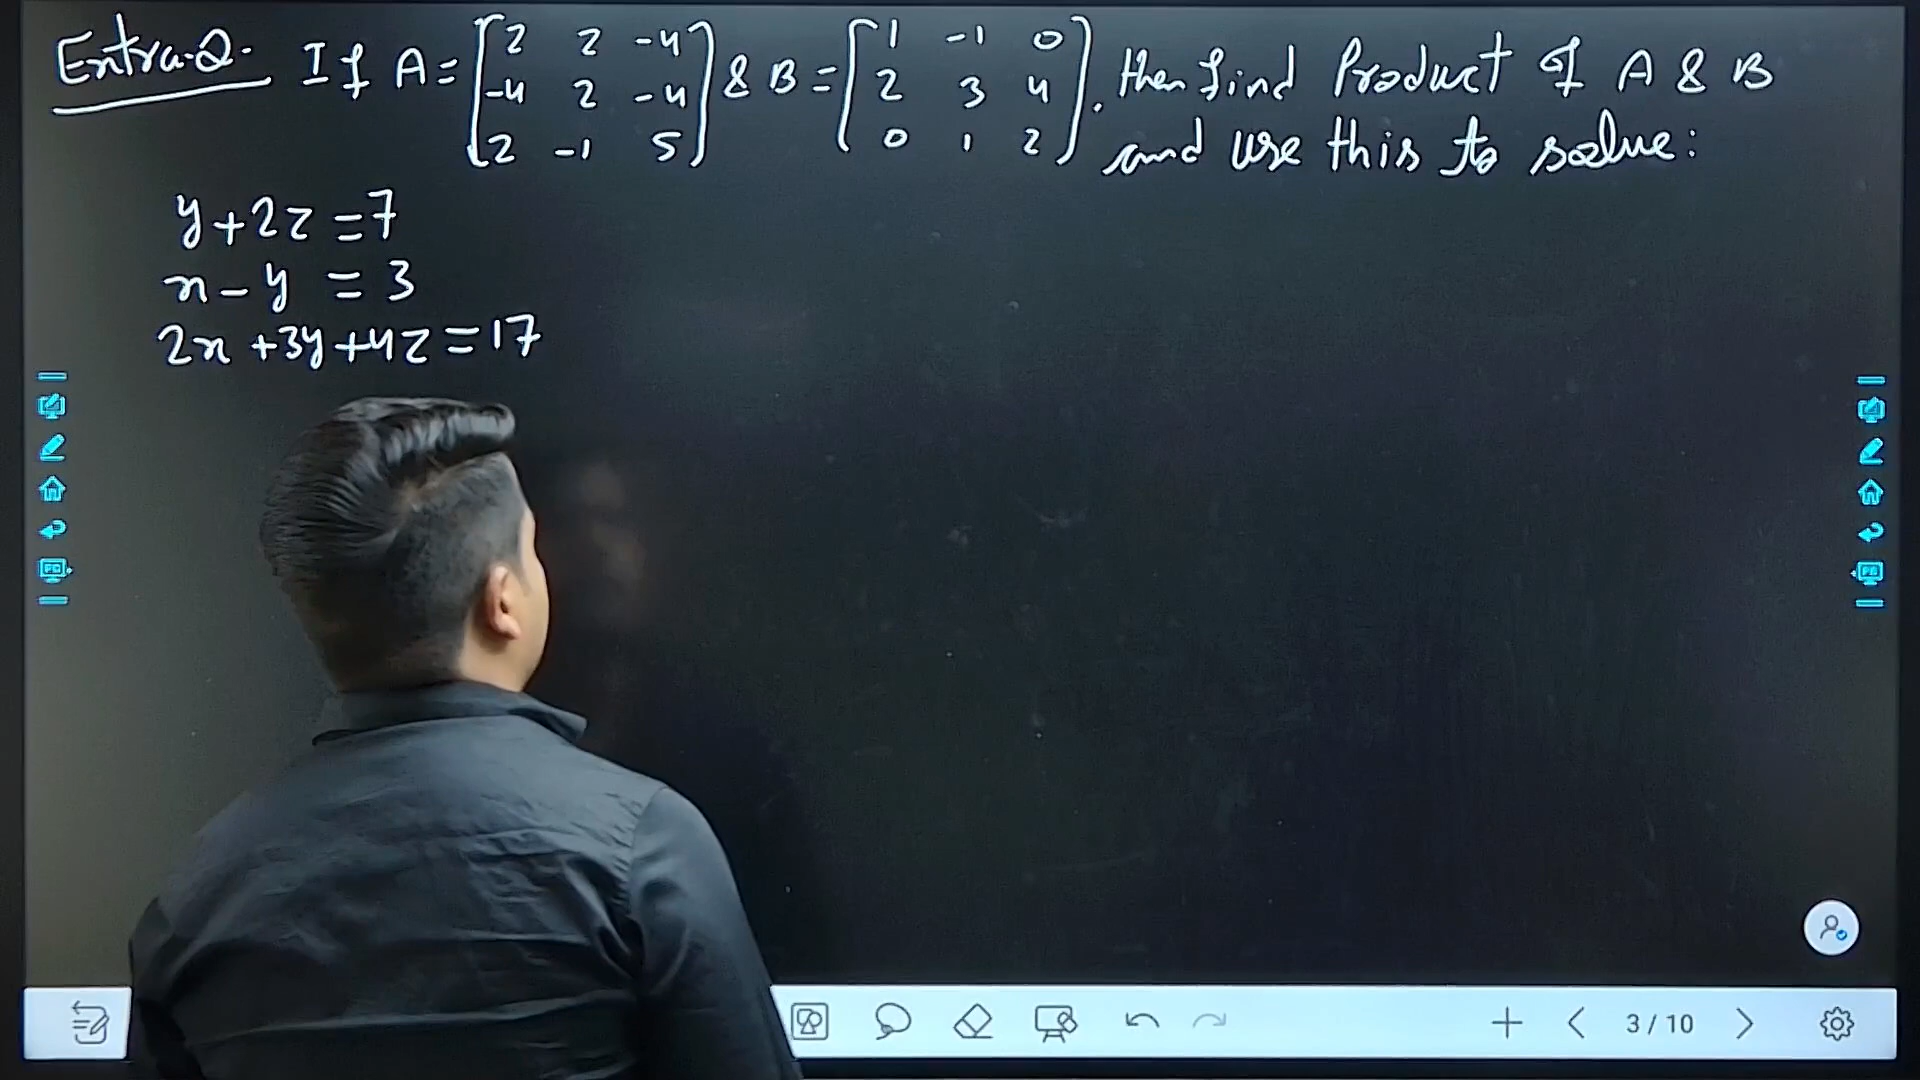 Extra-Q. If A = [2 2 -4; -4 2 -4; 2 -1 5] & B = [1 -1 0; 2 3 4; 0 1 2]. then find Product of A & B
and use this to solve:
y+2z = 7
x-y = 3
2x+3y+4z = 17
3 / 10